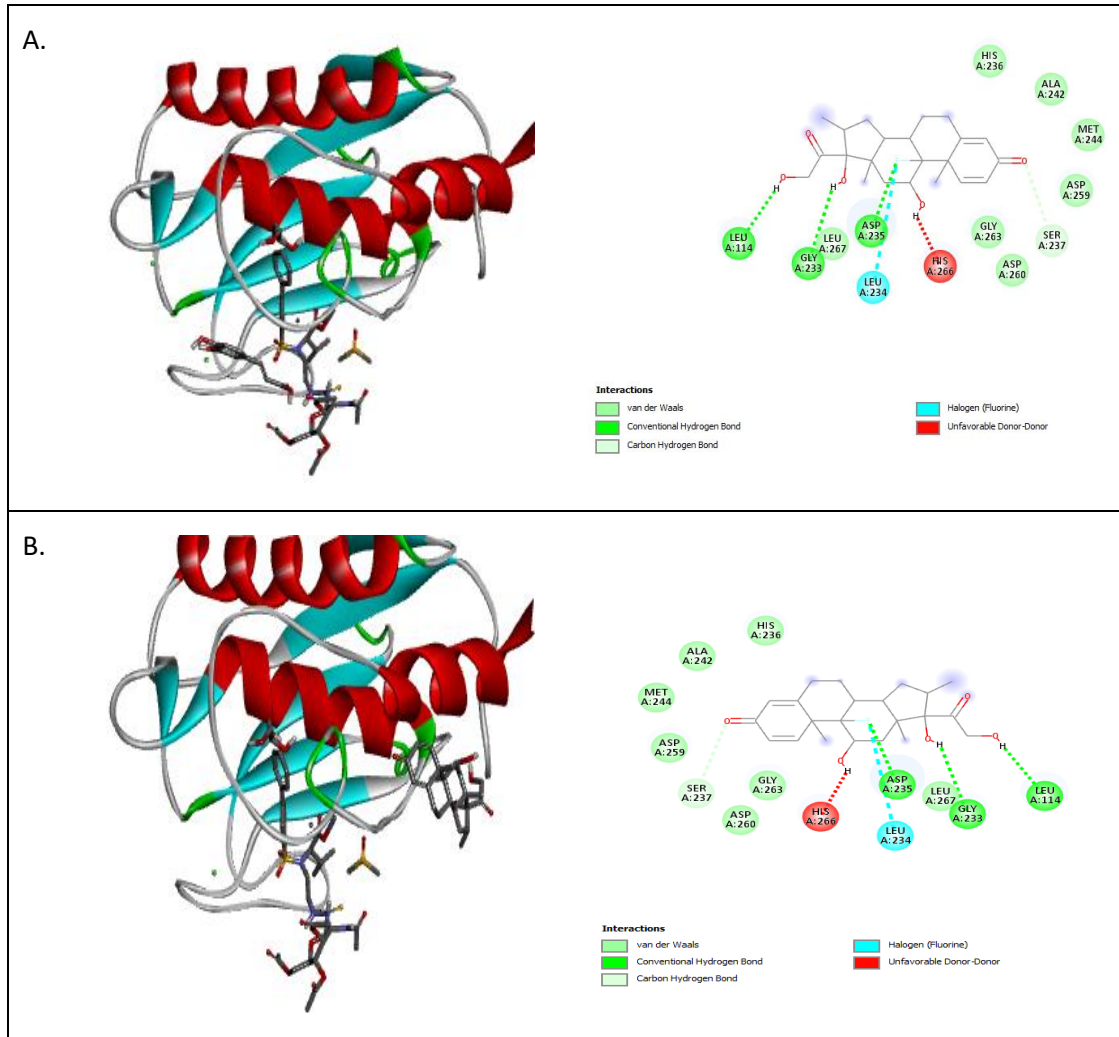 A.
HIS
A:236
ALA
A:242
MET
A:244
O
O
ASP
A:259
H
O
O
H
O
H
LEU
A:114
GLY
A:233
LEU
A:267
ASP
A:235
GLY
A:263
SER
A:237
LEU
A:234
HIS
A:266
ASP
A:260
Interactions
van der Waals
Conventional Hydrogen Bond
Carbon Hydrogen Bond
Halogen (Fluorine)
Unfavorable Donor-Donor
B.
HIS
A:236
ALA
A:242
MET
A:244
O
O
ASP
A:259
O
H
O
H
O
H
SER
A:237
GLY
A:263
ASP
A:235
LEU
A:267
LEU
A:114
ASP
A:260
HIS
A:266
GLY
A:233
LEU
A:234
Interactions
van der Waals
Conventional Hydrogen Bond
Carbon Hydrogen Bond
Halogen (Fluorine)
Unfavorable Donor-Donor